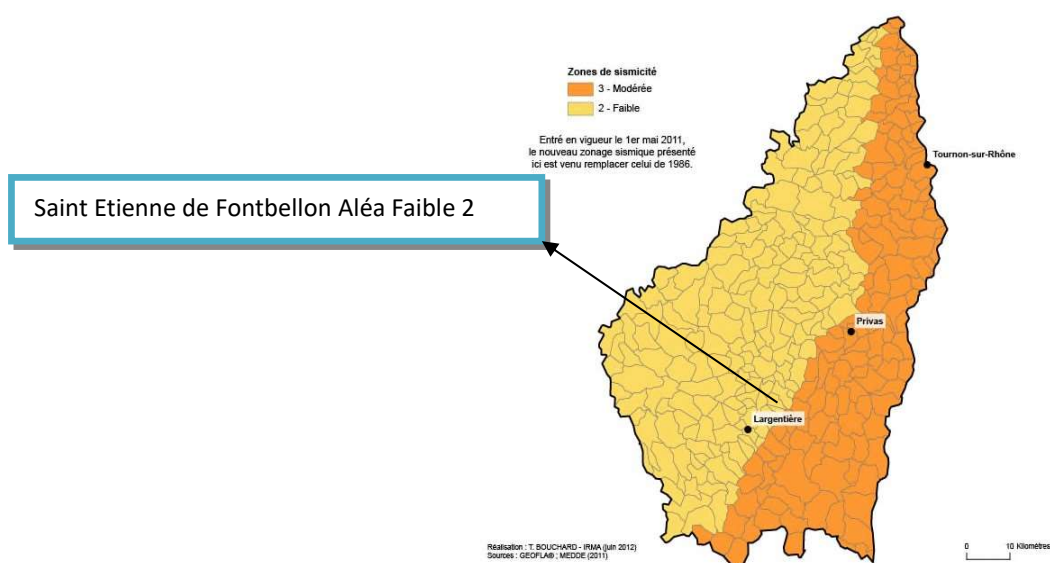 Zones de sismicité
3 - Modérée
2 - Faible
Entré en vigueur le 1er mai 2011,
le nouveau zonage sismique présenté
ici est venu remplacer celui de 1986.
Tournon-sur-Rhône
Saint Etienne de Fontbellon Aléa Faible 2
Privas
Largentière
Réalisation : T. BOUCHARD - IRMA (juin 2012)
Sources : GEOFLA® ; MEDDE (2011)
0 10 Kilomètres